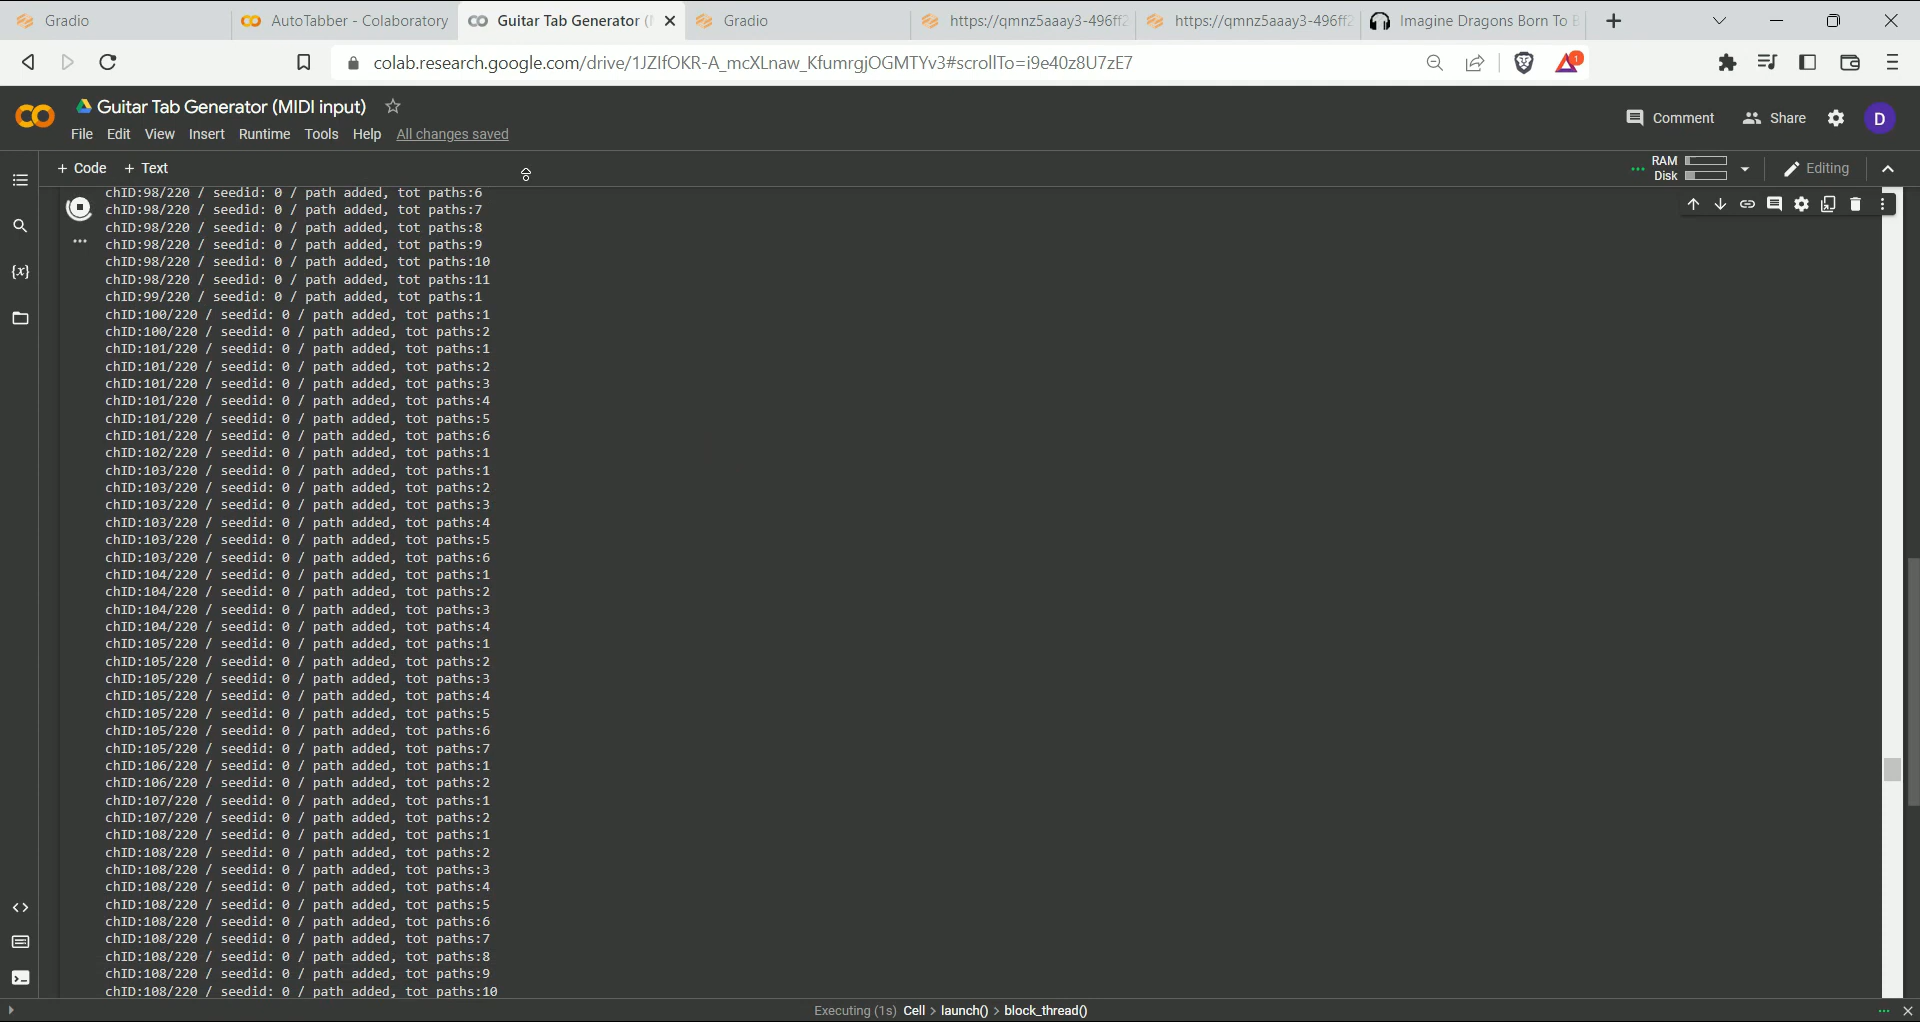 Gradio
AutoTabber - Colaboratory
Guitar Tab Generator (
Gradio
https://qmnz5aaay3-496ff
https://qmnz5aaay3-496ff
Imagine Dragons Born To
colab.research.google.com/drive/1JZIfOKR-A_mcXLnaw_KfumrgjOGMTYv3#scrollTo=i9e40z8U7zE7
1
Guitar Tab Generator (MIDI input)
File Edit View Insert Runtime Tools Help All changes saved
Comment Share D
+ Code + Text
RAM
Disk
Editing
{x}
chID:98/220 / seedid: 0 / path added, tot paths:6
chID:98/220 / seedid: 0 / path added, tot paths:7
chID:98/220 / seedid: 0 / path added, tot paths:8
chID:98/220 / seedid: 0 / path added, tot paths:9
chID:98/220 / seedid: 0 / path added, tot paths:10
chID:98/220 / seedid: 0 / path added, tot paths:11
chID:99/220 / seedid: 0 / path added, tot paths:1
chID:100/220 / seedid: 0 / path added, tot paths:1
chID:100/220 / seedid: 0 / path added, tot paths:2
chID:101/220 / seedid: 0 / path added, tot paths:1
chID:101/220 / seedid: 0 / path added, tot paths:2
chID:101/220 / seedid: 0 / path added, tot paths:3
chID:101/220 / seedid: 0 / path added, tot paths:4
chID:101/220 / seedid: 0 / path added, tot paths:5
chID:101/220 / seedid: 0 / path added, tot paths:6
chID:102/220 / seedid: 0 / path added, tot paths:1
chID:103/220 / seedid: 0 / path added, tot paths:1
chID:103/220 / seedid: 0 / path added, tot paths:2
chID:103/220 / seedid: 0 / path added, tot paths:3
chID:103/220 / seedid: 0 / path added, tot paths:4
chID:103/220 / seedid: 0 / path added, tot paths:5
chID:103/220 / seedid: 0 / path added, tot paths:6
chID:104/220 / seedid: 0 / path added, tot paths:1
chID:104/220 / seedid: 0 / path added, tot paths:2
chID:104/220 / seedid: 0 / path added, tot paths:3
chID:104/220 / seedid: 0 / path added, tot paths:4
chID:105/220 / seedid: 0 / path added, tot paths:1
chID:105/220 / seedid: 0 / path added, tot paths:2
chID:105/220 / seedid: 0 / path added, tot paths:3
chID:105/220 / seedid: 0 / path added, tot paths:4
chID:105/220 / seedid: 0 / path added, tot paths:5
chID:105/220 / seedid: 0 / path added, tot paths:6
chID:105/220 / seedid: 0 / path added, tot paths:7
chID:106/220 / seedid: 0 / path added, tot paths:1
chID:106/220 / seedid: 0 / path added, tot paths:2
chID:107/220 / seedid: 0 / path added, tot paths:1
chID:107/220 / seedid: 0 / path added, tot paths:2
chID:108/220 / seedid: 0 / path added, tot paths:1
chID:108/220 / seedid: 0 / path added, tot paths:2
chID:108/220 / seedid: 0 / path added, tot paths:3
chID:108/220 / seedid: 0 / path added, tot paths:4
chID:108/220 / seedid: 0 / path added, tot paths:5
chID:108/220 / seedid: 0 / path added, tot paths:6
chID:108/220 / seedid: 0 / path added, tot paths:7
chID:108/220 / seedid: 0 / path added, tot paths:8
chID:108/220 / seedid: 0 / path added, tot paths:9
chID:108/220 / seedid: 0 / path added, tot paths:10
Executing (1s) Cell > launch() > block_thread()